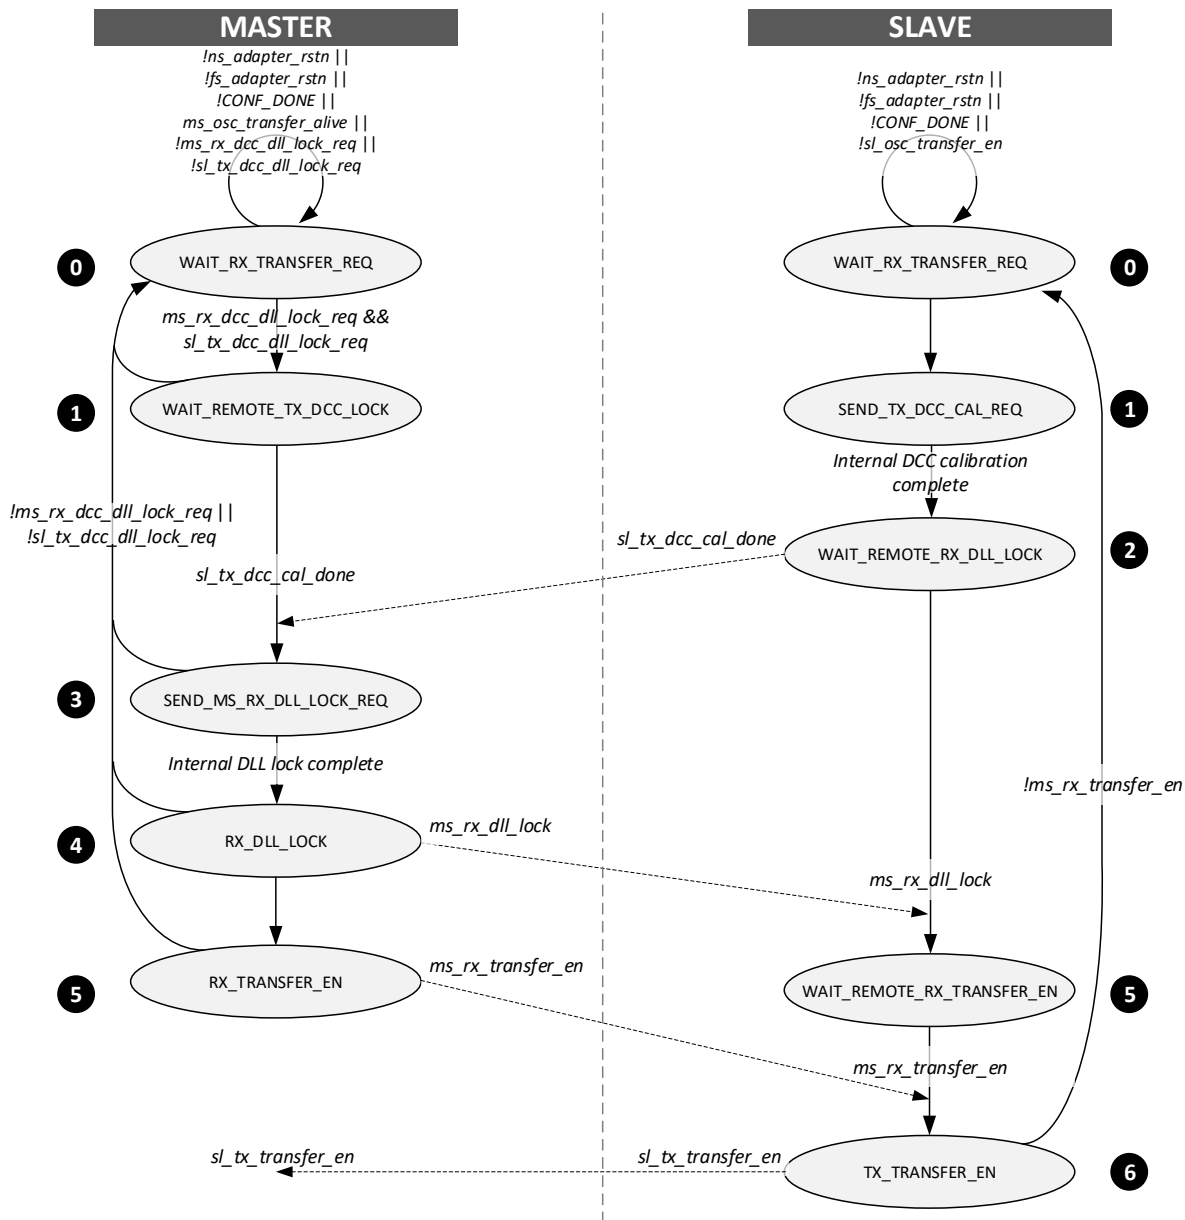 MASTER
!ns_adapter_rstn ||
!fs_adapter_rstn ||
!CONF_DONE ||
ms_osc_transfer_alive ||
!ms_rx_dcc_dll_lock_req ||
!sl_tx_dcc_dll_lock_req
0
WAIT_RX_TRANSFER_REQ
ms_rx_dcc_dll_lock_req &&
sl_tx_dcc_dll_lock_req
1
WAIT_REMOTE_TX_DCC_LOCK
!ms_rx_dcc_dll_lock_req ||
!sl_tx_dcc_dll_lock_req
sl_tx_dcc_cal_done
3
SEND_MS_RX_DLL_LOCK_REQ
Internal DLL lock complete
4
RX_DLL_LOCK
ms_rx_dll_lock
5
RX_TRANSFER_EN
ms_rx_transfer_en
sl_tx_transfer_en
SLAVE
!ns_adapter_rstn ||
!fs_adapter_rstn ||
!CONF_DONE ||
!sl_osc_transfer_en
WAIT_RX_TRANSFER_REQ
0
SEND_TX_DCC_CAL_REQ
1
Internal DCC calibration
complete
sl_tx_dcc_cal_done
WAIT_REMOTE_RX_DLL_LOCK
2
!ms_rx_transfer_en
ms_rx_dll_lock
WAIT_REMOTE_RX_TRANSFER_EN
5
ms_rx_transfer_en
sl_tx_transfer_en
TX_TRANSFER_EN
6